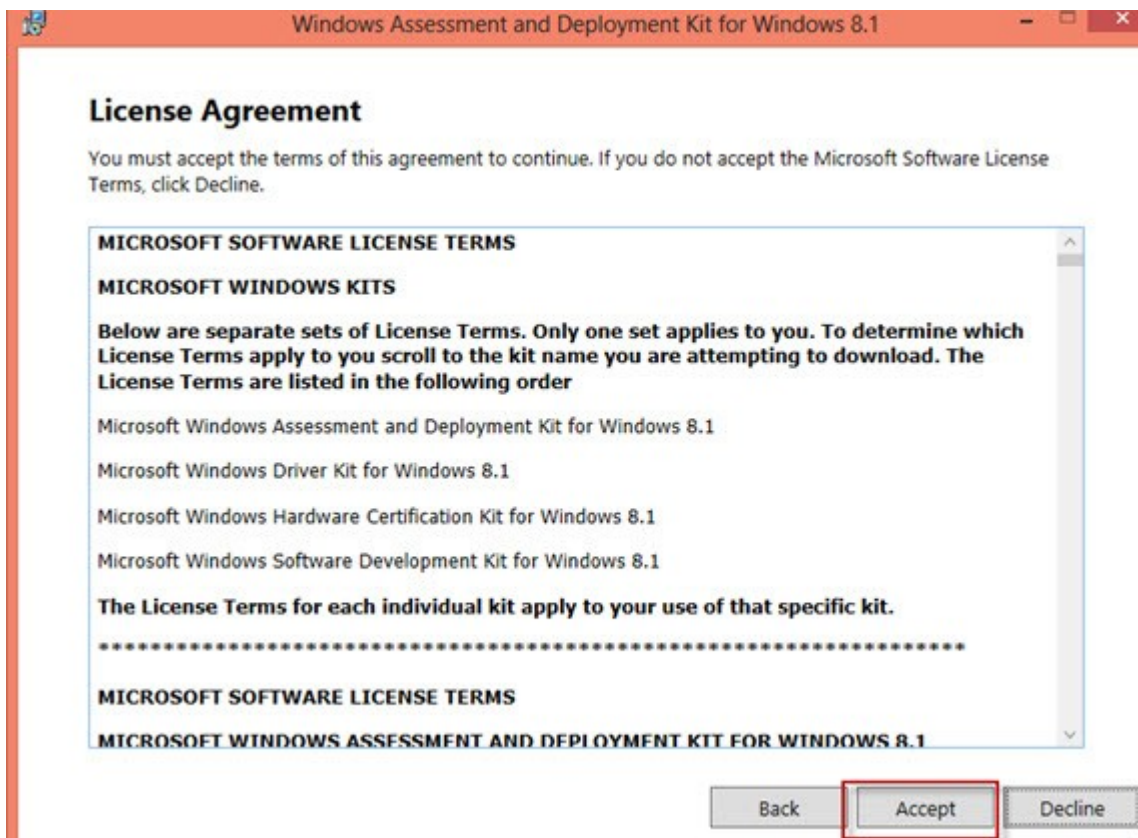 Windows Assessment and Deployment Kit for Windows 8.1
License Agreement
You must accept the terms of this agreement to continue. If you do not accept the Microsoft Software License
Terms, click Decline.
MICROSOFT SOFTWARE LICENSE TERMS
MICROSOFT WINDOWS KITS
Below are separate sets of License Terms. Only one set applies to you. To determine which
License Terms apply to you scroll to the kit name you are attempting to download. The
License Terms are listed in the following order
Microsoft Windows Assessment and Deployment Kit for Windows 8.1
Microsoft Windows Driver Kit for Windows 8.1
Microsoft Windows Hardware Certification Kit for Windows 8.1
Microsoft Windows Software Development Kit for Windows 8.1
The License Terms for each individual kit apply to your use of that specific kit.
*******************************************************************
MICROSOFT SOFTWARE LICENSE TERMS
MICROSOFT WINDOWS ASSESSMENT AND DEPLOYMENT KIT FOR WINDOWS 8.1
Back Accept Decline